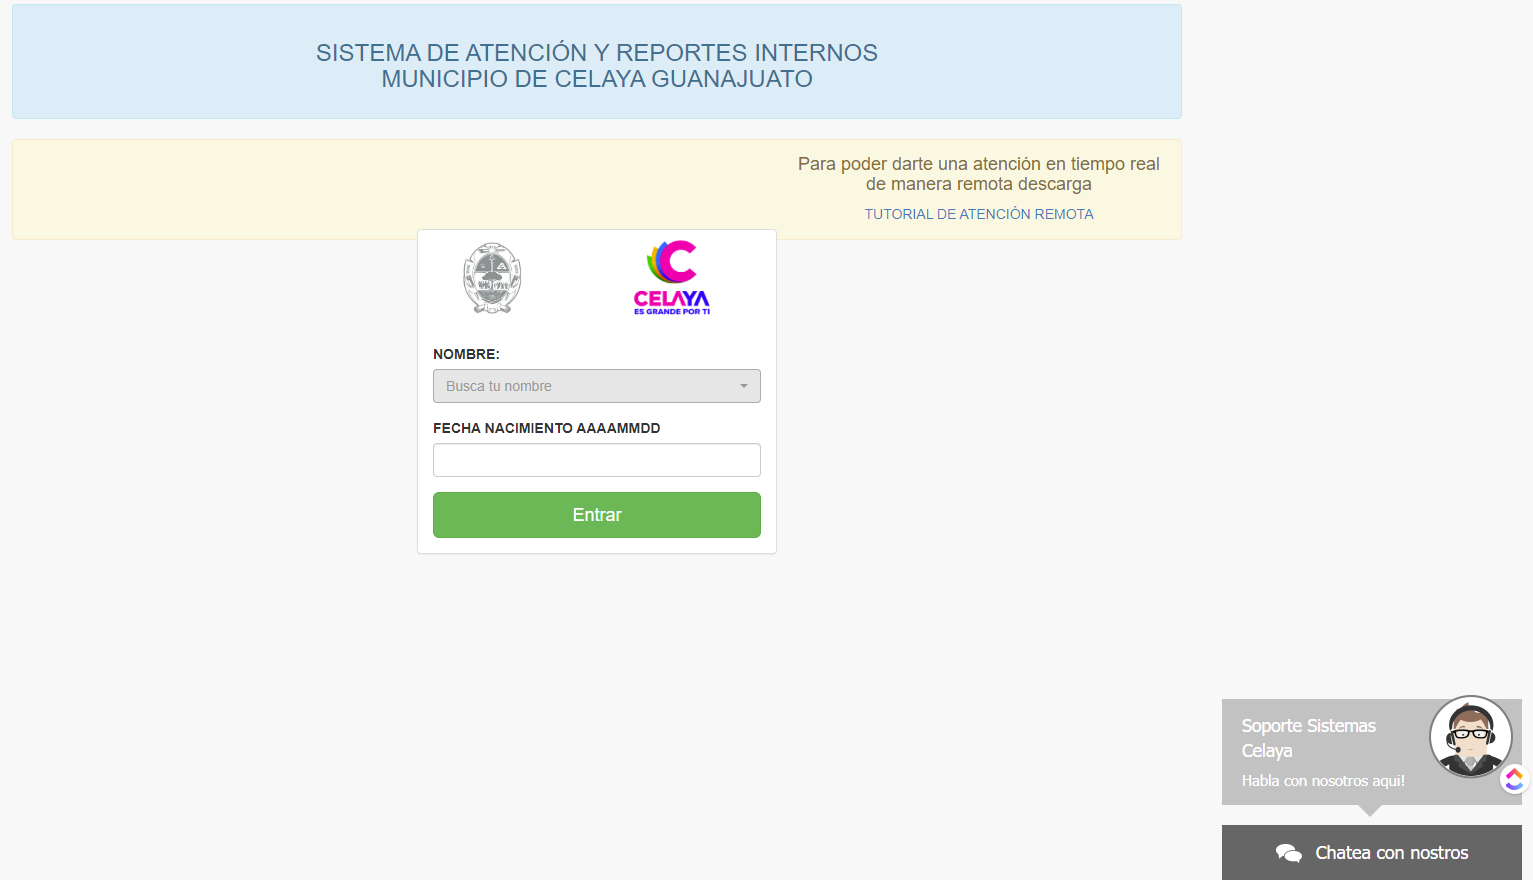 SISTEMA DE ATENCIÓN Y REPORTES INTERNOS
MUNICIPIO DE CELAYA GUANAJUATO
Para poder darte una atención en tiempo real
de manera remota descarga
TUTORIAL DE ATENCIÓN REMOTA
CELAYA
ES GRANDE POR TI
NOMBRE:
Busca tu nombre
FECHA NACIMIENTO AAAAMMDD
Entrar
Soporte Sistemas
Celaya
Habla con nosotros aqui!
Chatea con nostros